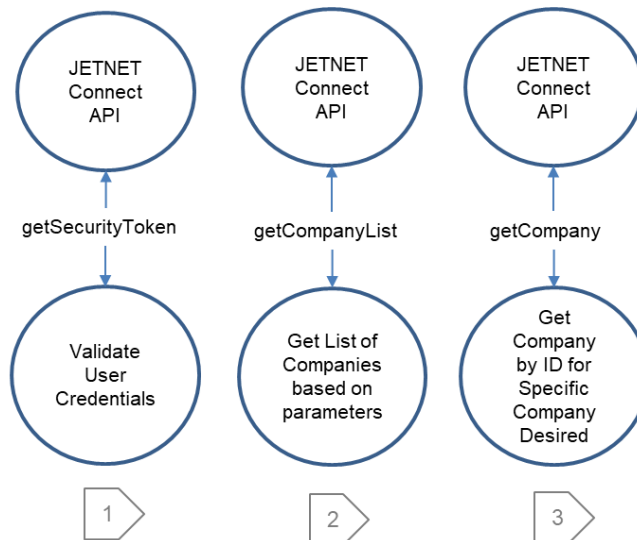 JETNET
Connect
API
JETNET
Connect
API
JETNET
Connect
API
getSecurityToken
getCompanyList
getCompany
Validate
User
Credentials
Get List of
Companies
based on
parameters
Get
Company
by ID for
Specific
Company
Desired
1
2
3